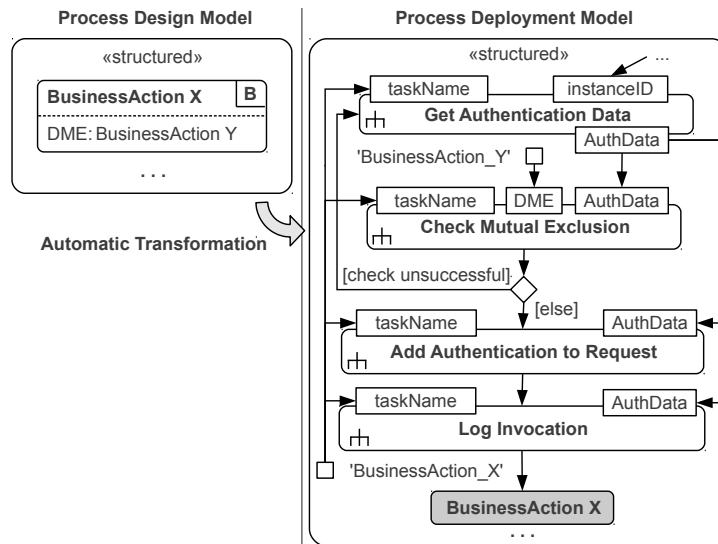 Process Design Model
«structured»
BusinessAction X
B
DME: BusinessAction Y
. . .
Automatic Transformation
Process Deployment Model
«structured»
...
taskName
instanceID
Get Authentication Data
AuthData
'BusinessAction_Y'
taskName
DME
AuthData
Check Mutual Exclusion
[check unsuccessful]
[else]
taskName
AuthData
Add Authentication to Request
taskName
AuthData
Log Invocation
'BusinessAction_X'
BusinessAction X
. . .